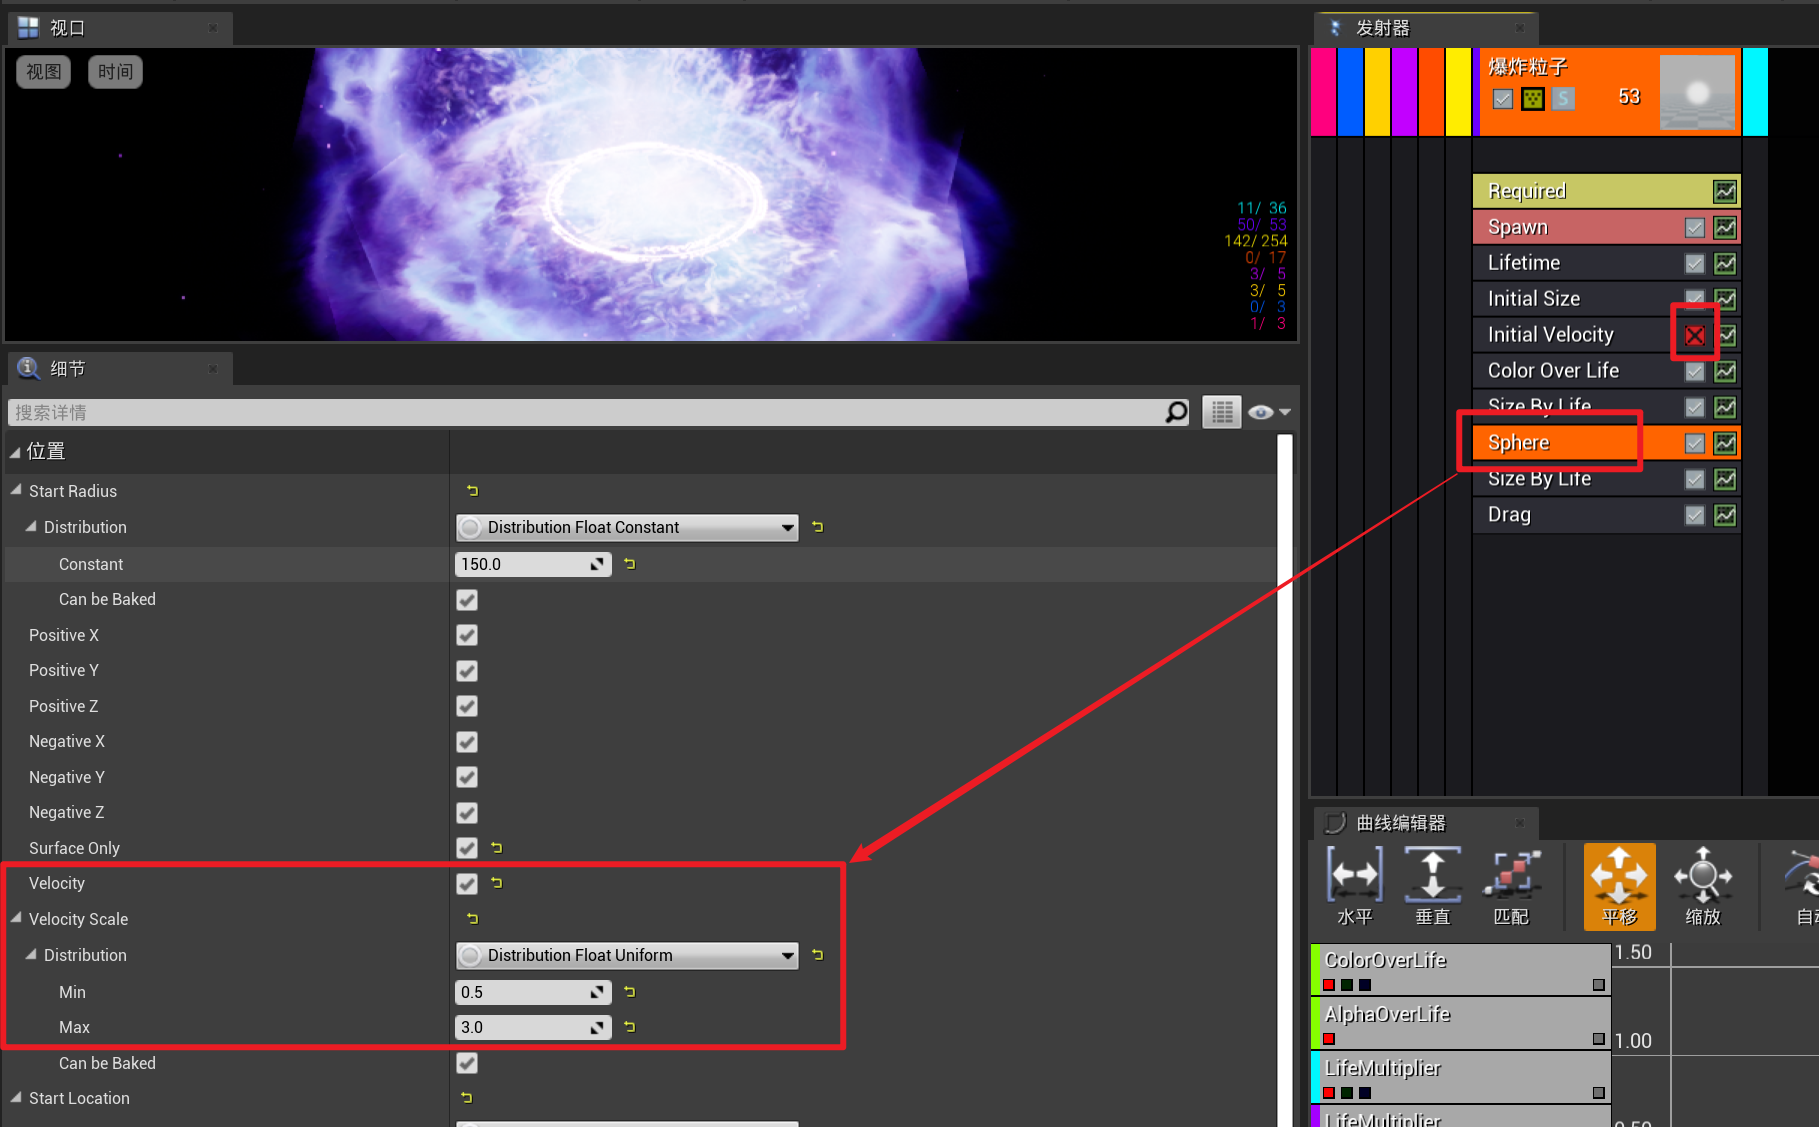 视口
视图
时间
11/ 36
50/ 53
142/ 254
0/ 17
3/ 5
3/ 5
0/ 3
1/ 3
细节
搜索详情
位置
Start Radius
Distribution
Distribution Float Constant
Constant
150.0
Can be Baked
Positive X
Positive Y
Positive Z
Negative X
Negative Y
Negative Z
Surface Only
Velocity
Velocity Scale
Distribution
Distribution Float Uniform
Min
0.5
Max
3.0
Can be Baked
Start Location
发射器
爆炸粒子
S
53
Required
Spawn
Lifetime
Initial Size
Initial Velocity
Color Over Life
Size By Life
Sphere
Size By Life
Drag
曲线编辑器
水平
垂直
匹配
平移
缩放
自动
ColorOverLife
AlphaOverLife
LifeMultiplier
LifeMultiplier
1.50
1.00
0.50